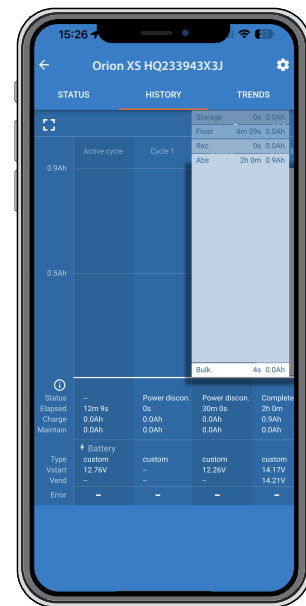 15:26 27
Orion XS HQ233943X3J
STATUS HISTORY TRENDS
Storage 0s 0.0Ah
Float 4m 59s 0.0Ah
Active cycle Cycle 1 Rec 0s 0.0Ah
0.9Ah Abs 2h 0m 0.9Ah
0.5Ah
Bulk 4s 0.0Ah
Status -- Power discon. Power discon. Complete
Elapsed 12m 9s 0s 30m 0s 2h 0m
Charge 0.0Ah 0.0Ah 0.0Ah 0.9Ah
Maintain 0.0Ah 0.0Ah 0.0Ah 0.0Ah
Battery
Type custom custom custom custom
Vstart 12.76V -- 12.26V 14.17V
Vend -- -- -- 14.21V
Error – – – –